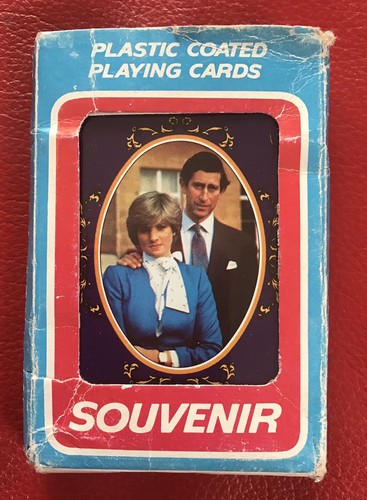 PLASTIC COATED
PLAYING CARDS
SOUVENIR